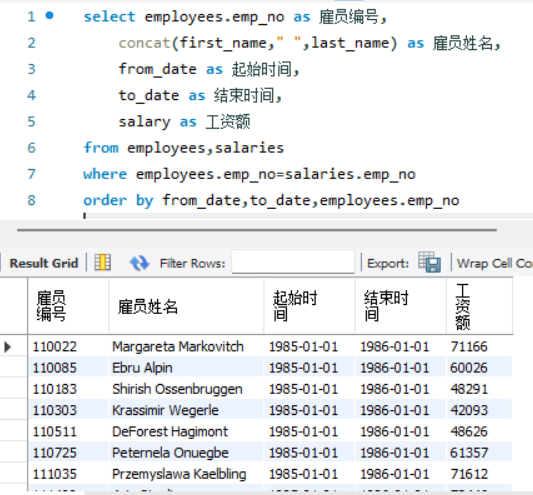 1 select employees.emp_no as 雇员编号,
2 concat(first_name," ",last_name) as 雇员姓名,
3 from_date as 起始时间,
4 to_date as 结束时间,
5 salary as 工资额
6 from employees,salaries
7 where employees.emp_no=salaries.emp_no
8 order by from_date,to_date,employees.emp_no
Result Grid Filter Rows: Export: Wrap Cell Co
雇员编号 雇员姓名 起始时间 结束时间 工资额
110022 Margareta Markovitch 1985-01-01 1986-01-01 71166
110085 Ebru Alpin 1985-01-01 1986-01-01 60026
110183 Shirish Ossenbruggen 1985-01-01 1986-01-01 48291
110303 Krassimir Wegerle 1985-01-01 1986-01-01 42093
110511 DeForest Hagimont 1985-01-01 1986-01-01 48626
110725 Peternela Onuegbe 1985-01-01 1986-01-01 61357
111035 Przemyslawa Kaelbling 1985-01-01 1986-01-01 71612